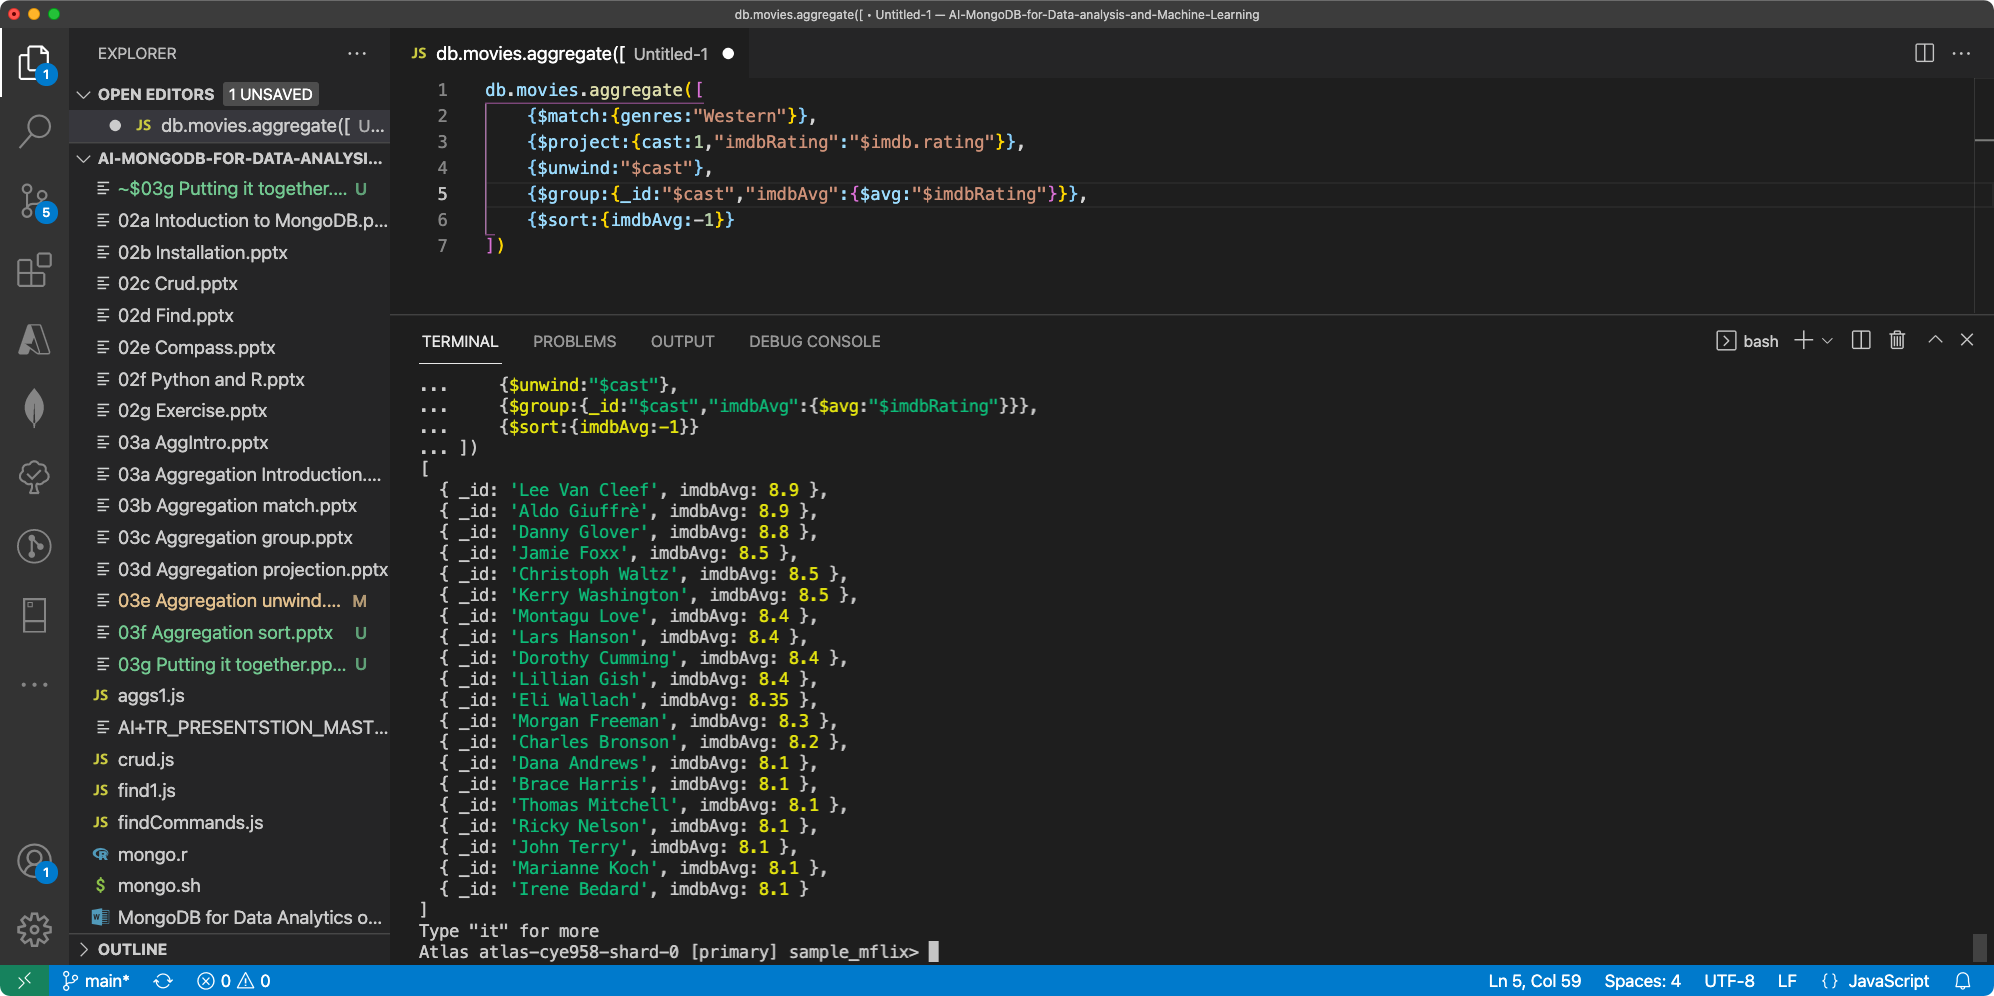 db.movies.aggregate([ • Untitled-1 — AI-MongoDB-for-Data-analysis-and-Machine-Learning
EXPLORER
OPEN EDITORS 1 UNSAVED
JS db.movies.aggregate([ U...
AI-MONGODB-FOR-DATA-ANALYSI...
~$03g Putting it together.... U
02a Intoduction to MongoDB.p...
02b Installation.pptx
02c Crud.pptx
02d Find.pptx
02e Compass.pptx
02f Python and R.pptx
02g Exercise.pptx
03a AggIntro.pptx
03a Aggregation Introduction....
03b Aggregation match.pptx
03c Aggregation group.pptx
03d Aggregation projection.pptx
03e Aggregation unwind.... M
03f Aggregation sort.pptx U
03g Putting it together.pp... U
JS aggs1.js
AI+TR_PRESENTSTION_MAST...
JS crud.js
JS find1.js
JS findCommands.js
R mongo.r
$ mongo.sh
W MongoDB for Data Analytics o...
OUTLINE
1
5
1
JS db.movies.aggregate([ Untitled-1
1 db.movies.aggregate([
2     {$match:{genres:"Western"}},
3     {$project:{cast:1,"imdbRating":"$imdb.rating"}},
4     {$unwind:"$cast"},
5     {$group:{_id:"$cast","imdbAvg":{$avg:"$imdbRating"}}},
6     {$sort:{imdbAvg:-1}}
7 ])
TERMINAL PROBLEMS OUTPUT DEBUG CONSOLE bash
...     {$unwind:"$cast"},
...     {$group:{_id:"$cast","imdbAvg":{$avg:"$imdbRating"}}},
...     {$sort:{imdbAvg:-1}}
... ])
[
  { _id: 'Lee Van Cleef', imdbAvg: 8.9 },
  { _id: 'Aldo Giuffrè', imdbAvg: 8.9 },
  { _id: 'Danny Glover', imdbAvg: 8.8 },
  { _id: 'Jamie Foxx', imdbAvg: 8.5 },
  { _id: 'Christoph Waltz', imdbAvg: 8.5 },
  { _id: 'Kerry Washington', imdbAvg: 8.5 },
  { _id: 'Montagu Love', imdbAvg: 8.4 },
  { _id: 'Lars Hanson', imdbAvg: 8.4 },
  { _id: 'Dorothy Cumming', imdbAvg: 8.4 },
  { _id: 'Lillian Gish', imdbAvg: 8.4 },
  { _id: 'Eli Wallach', imdbAvg: 8.35 },
  { _id: 'Morgan Freeman', imdbAvg: 8.3 },
  { _id: 'Charles Bronson', imdbAvg: 8.2 },
  { _id: 'Dana Andrews', imdbAvg: 8.1 },
  { _id: 'Brace Harris', imdbAvg: 8.1 },
  { _id: 'Thomas Mitchell', imdbAvg: 8.1 },
  { _id: 'Ricky Nelson', imdbAvg: 8.1 },
  { _id: 'John Terry', imdbAvg: 8.1 },
  { _id: 'Marianne Koch', imdbAvg: 8.1 },
  { _id: 'Irene Bedard', imdbAvg: 8.1 }
]
Type "it" for more
Atlas atlas-cye958-shard-0 [primary] sample_mflix>
main* 0 0 Ln 5, Col 59 Spaces: 4 UTF-8 LF {} JavaScript